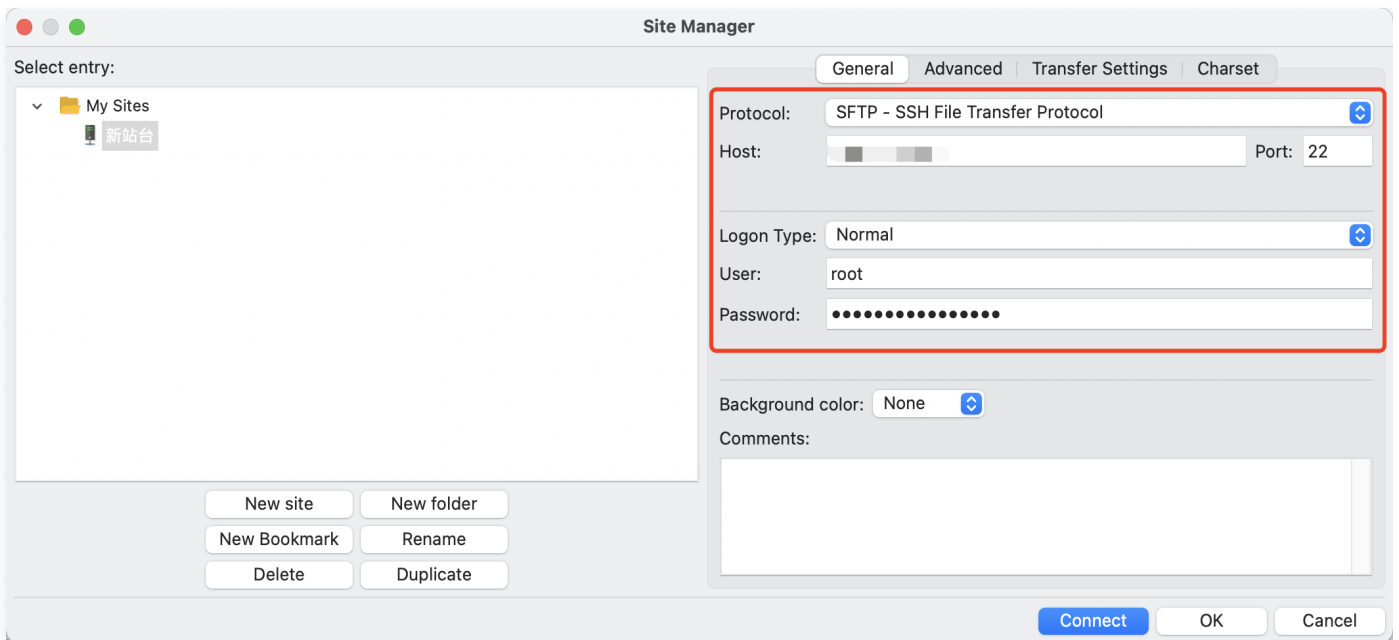 Site Manager
Select entry:
My Sites
新站台
New site
New folder
New Bookmark
Rename
Delete
Duplicate
General
Advanced
Transfer Settings
Charset
Protocol:
SFTP - SSH File Transfer Protocol
Host:
Port:
22
Logon Type:
Normal
User:
root
Password:
●●●●●●●●●●●●●●●●
Background color:
None
Comments:
Connect
OK
Cancel